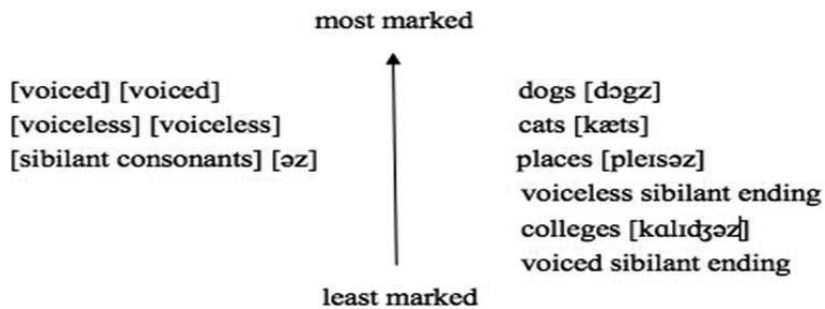 most marked
[voiced] [voiced]
[voiceless] [voiceless]
[sibilant consonants] [əz]
dogs [dɔgz]
cats [kæts]
places [pleɪsəz]
voiceless sibilant ending
colleges [kɑlɪdʒəz]
voiced sibilant ending
least marked